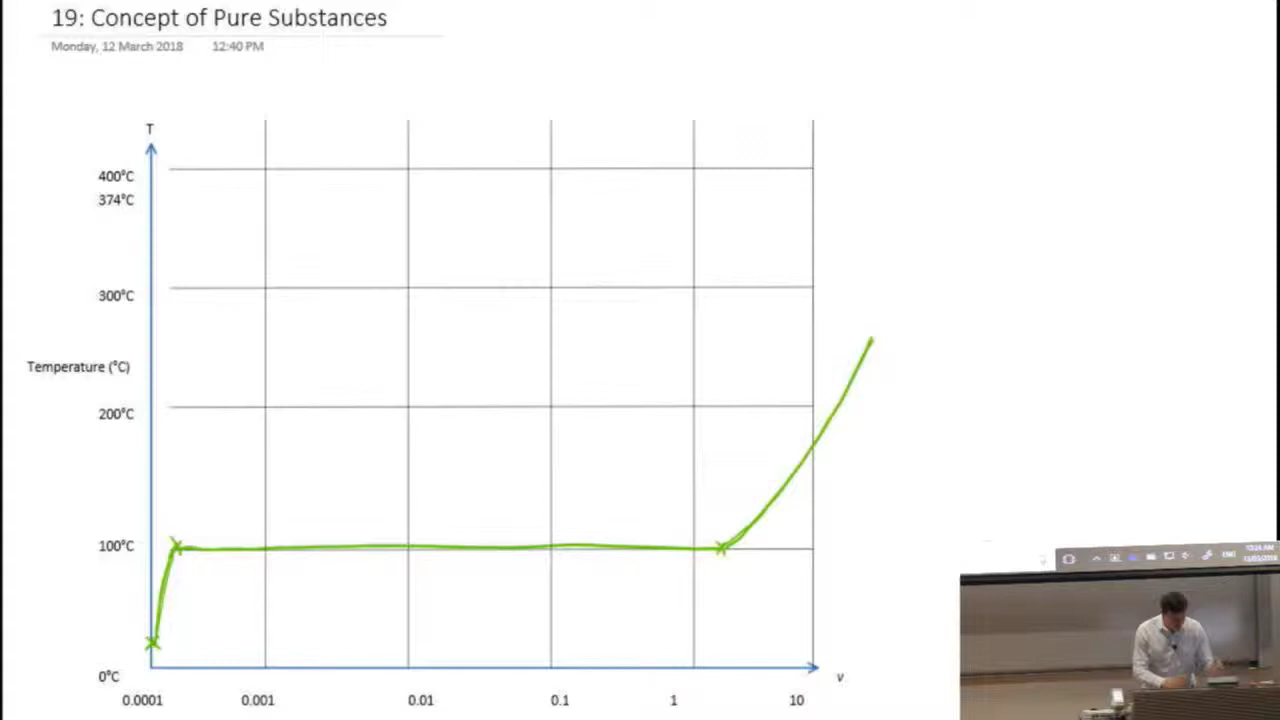 19: Concept of Pure Substances
Monday, 12 March 2018 12:40 PM
T
400°C
374°C
300°C
Temperature (°C)
200°C
100°C
0°C
v
0.0001 0.001 0.01 0.1 1 10
ENG